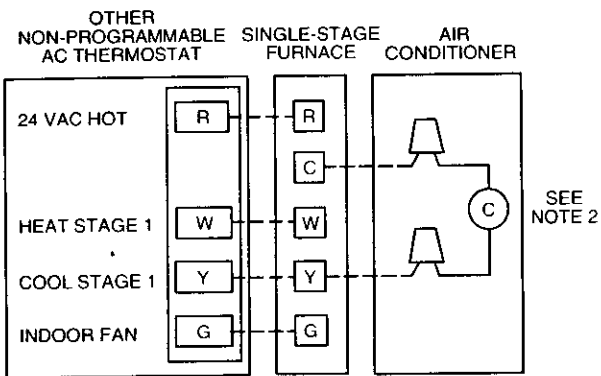 OTHER
NON-PROGRAMMABLE
AC THERMOSTAT
SINGLE-STAGE
FURNACE
AIR
CONDITIONER
24 VAC HOT
R
R
C
HEAT STAGE 1
W
W
COOL STAGE 1
Y
Y
INDOOR FAN
G
G
C
SEE
NOTE 2